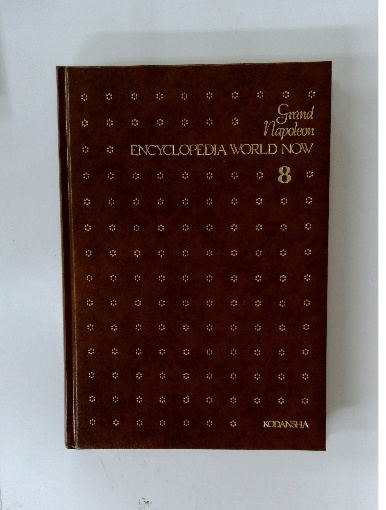 Grand
Napoleon
ENCYCLOPEDIA WORLD NOW
8
KODANSHA